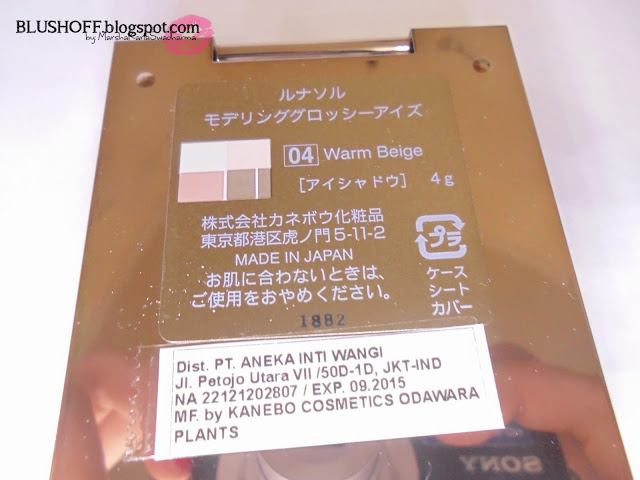 BLUSHOFF.blogspot.com
ルナソル
モデリンググロッシーアイズ
04 Warm Beige
[アイシャドウ] 4g
株式会社カネボウ化粧品
東京都港区虎ノ門5-11-2
MADE IN JAPAN
お肌に合わないときは、
ご使用をおやめください。
プラ
ケース
シート
カバー
1882
Dist. PT. ANEKA INTI WANGI
Jl. Petojo Utara VII /50D-1D, JKT-IND
NA 22121202807 / EXP. 09.2015
MF. by KANEBO COSMETICS ODAWARA
PLANTS
SONY